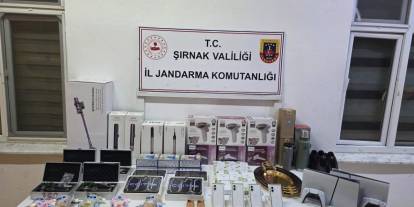 T.C.
ŞIRNAK VALİLİĞİ
İL JANDARMA KOMUTANLIĞI